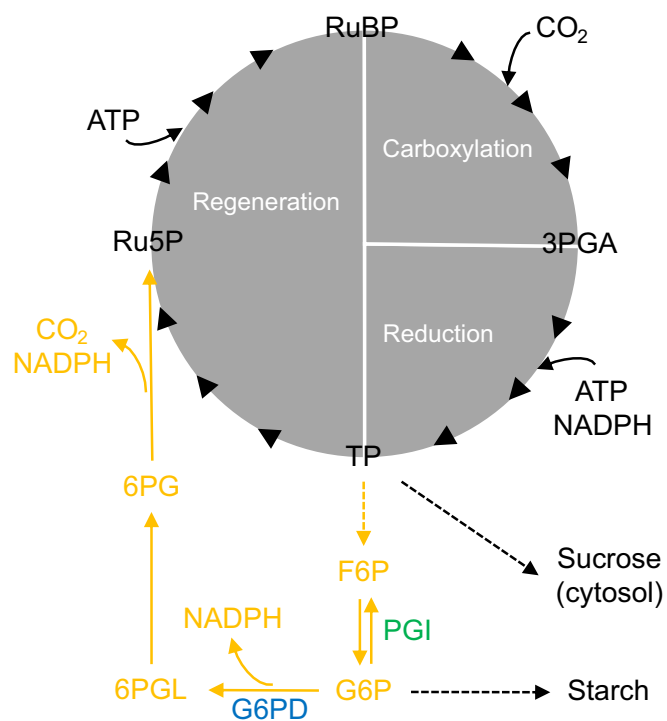 RuBP
CO₂
ATP
Carboxylation
Regeneration
Ru5P
3PGA
CO₂
NADPH
Reduction
ATP
NADPH
TP
6PG
F6P
Sucrose
(cytosol)
NADPH
PGI
6PGL
G6P
Starch
G6PD